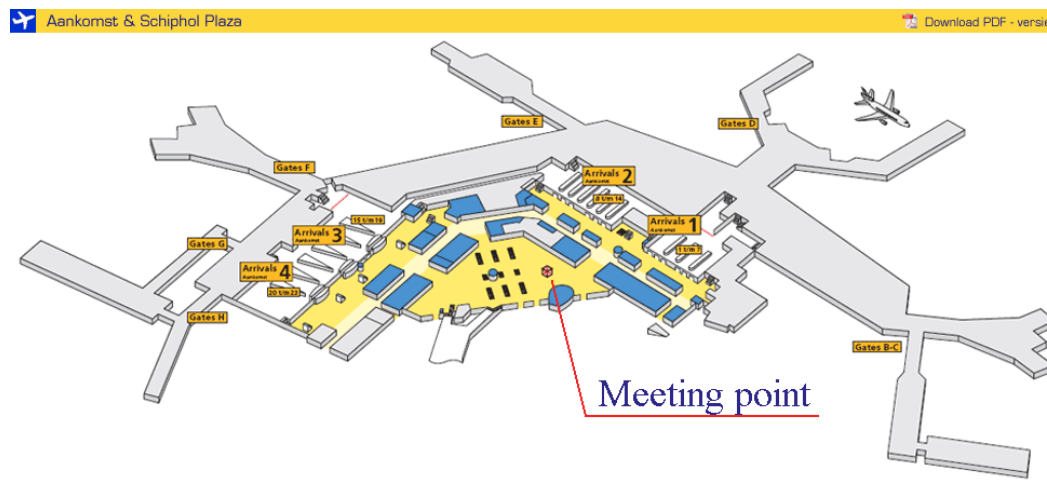 Aankomst & Schiphol Plaza
Download PDF - versie
Gates E
Gates D
Gates F
Arrivals 2
Aankomst
8 t/m 14
Arrivals 1
Aankomst
1 t/m 7
15 t/m 19
Arrivals 3
Aankomst
Gates G
Arrivals 4
Aankomst
20 t/m 23
Gates H
Gates B-C
Meeting point